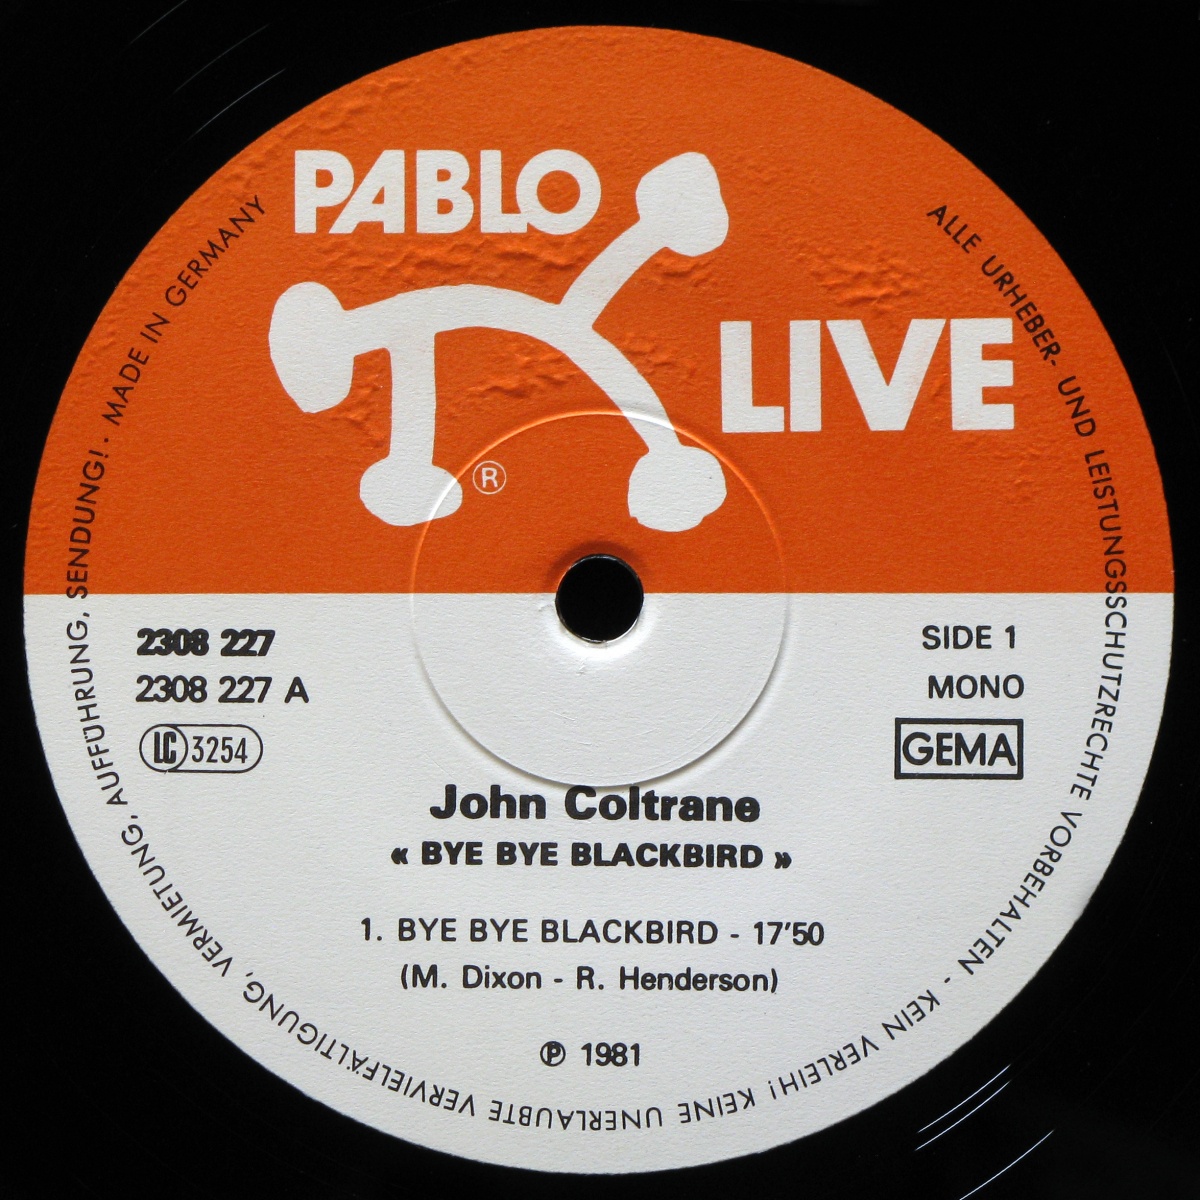 PABLO
LIVE
®
2308 227
2308 227 A
LC 3254
SIDE 1
MONO
GEMA
John Coltrane
« BYE BYE BLACKBIRD »
1. BYE BYE BLACKBIRD - 17'50
(M. Dixon - R. Henderson)
℗ 1981
ALLE URHEBER- UND LEISTUNGSSCHUTZRECHTE VORBEHALTEN - KEIN VERLEIH! KEINE UNERLAUBTE VERVIELFÄLTIGUNG, VERMIETUNG, AUFFÜHRUNG, SENDUNG! · MADE IN GERMANY